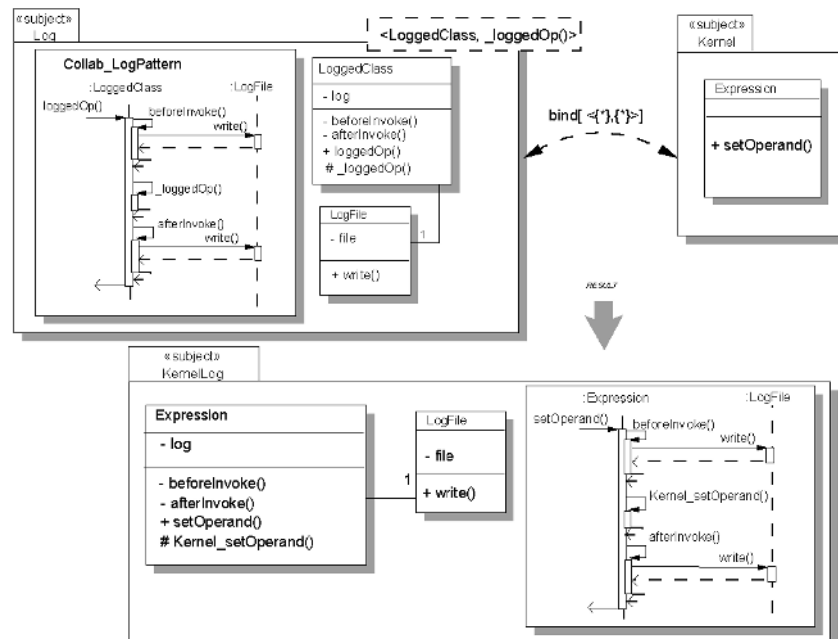 «subject»
Log
<LoggedClass, _loggedOp()>
Collab_LogPattern
:LoggedClass
:LogFile
loggedOp()
beforeInvoke()
write()
_loggedOp()
afterInvoke()
write()
LoggedClass
- log
- beforeInvoke()
- afterInvoke()
+ loggedOp()
# _loggedOp()
LogFile
- file
+ write()
1
bind[ <{*},{*}>]
«subject»
Kernel
Expression
+ setOperand()
RESULT
«subject»
KernelLog
Expression
- log
- beforeInvoke()
- afterInvoke()
+ setOperand()
# Kernel_setOperand()
1
LogFile
- file
+ write()
:Expression
:LogFile
setOperand()
beforeInvoke()
write()
Kernel_setOperand()
afterInvoke()
write()